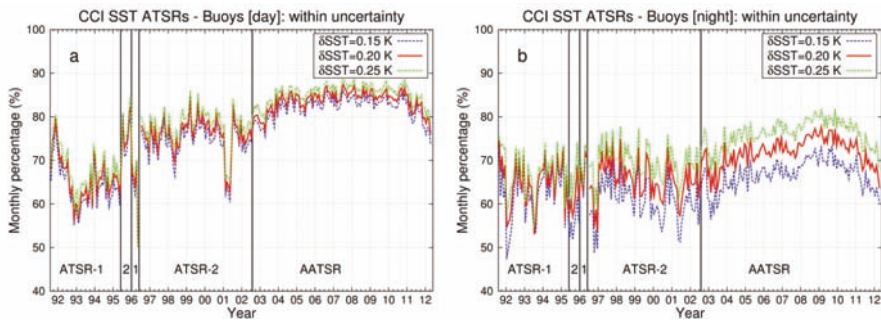 CCI SST ATSRs - Buoys [day]: within uncertainty
a
δSST=0.15 K
δSST=0.20 K
δSST=0.25 K
Monthly percentage (%)
100
90
80
70
60
50
40
ATSR-1
2
1
ATSR-2
AATSR
92 93 94 95 96 97 98 99 00 01 02 03 04 05 06 07 08 09 10 11 12
Year
CCI SST ATSRs - Buoys [night]: within uncertainty
b
δSST=0.15 K
δSST=0.20 K
δSST=0.25 K
Monthly percentage (%)
100
90
80
70
60
50
40
ATSR-1
2
1
ATSR-2
AATSR
92 93 94 95 96 97 98 99 00 01 02 03 04 05 06 07 08 09 10 11 12
Year